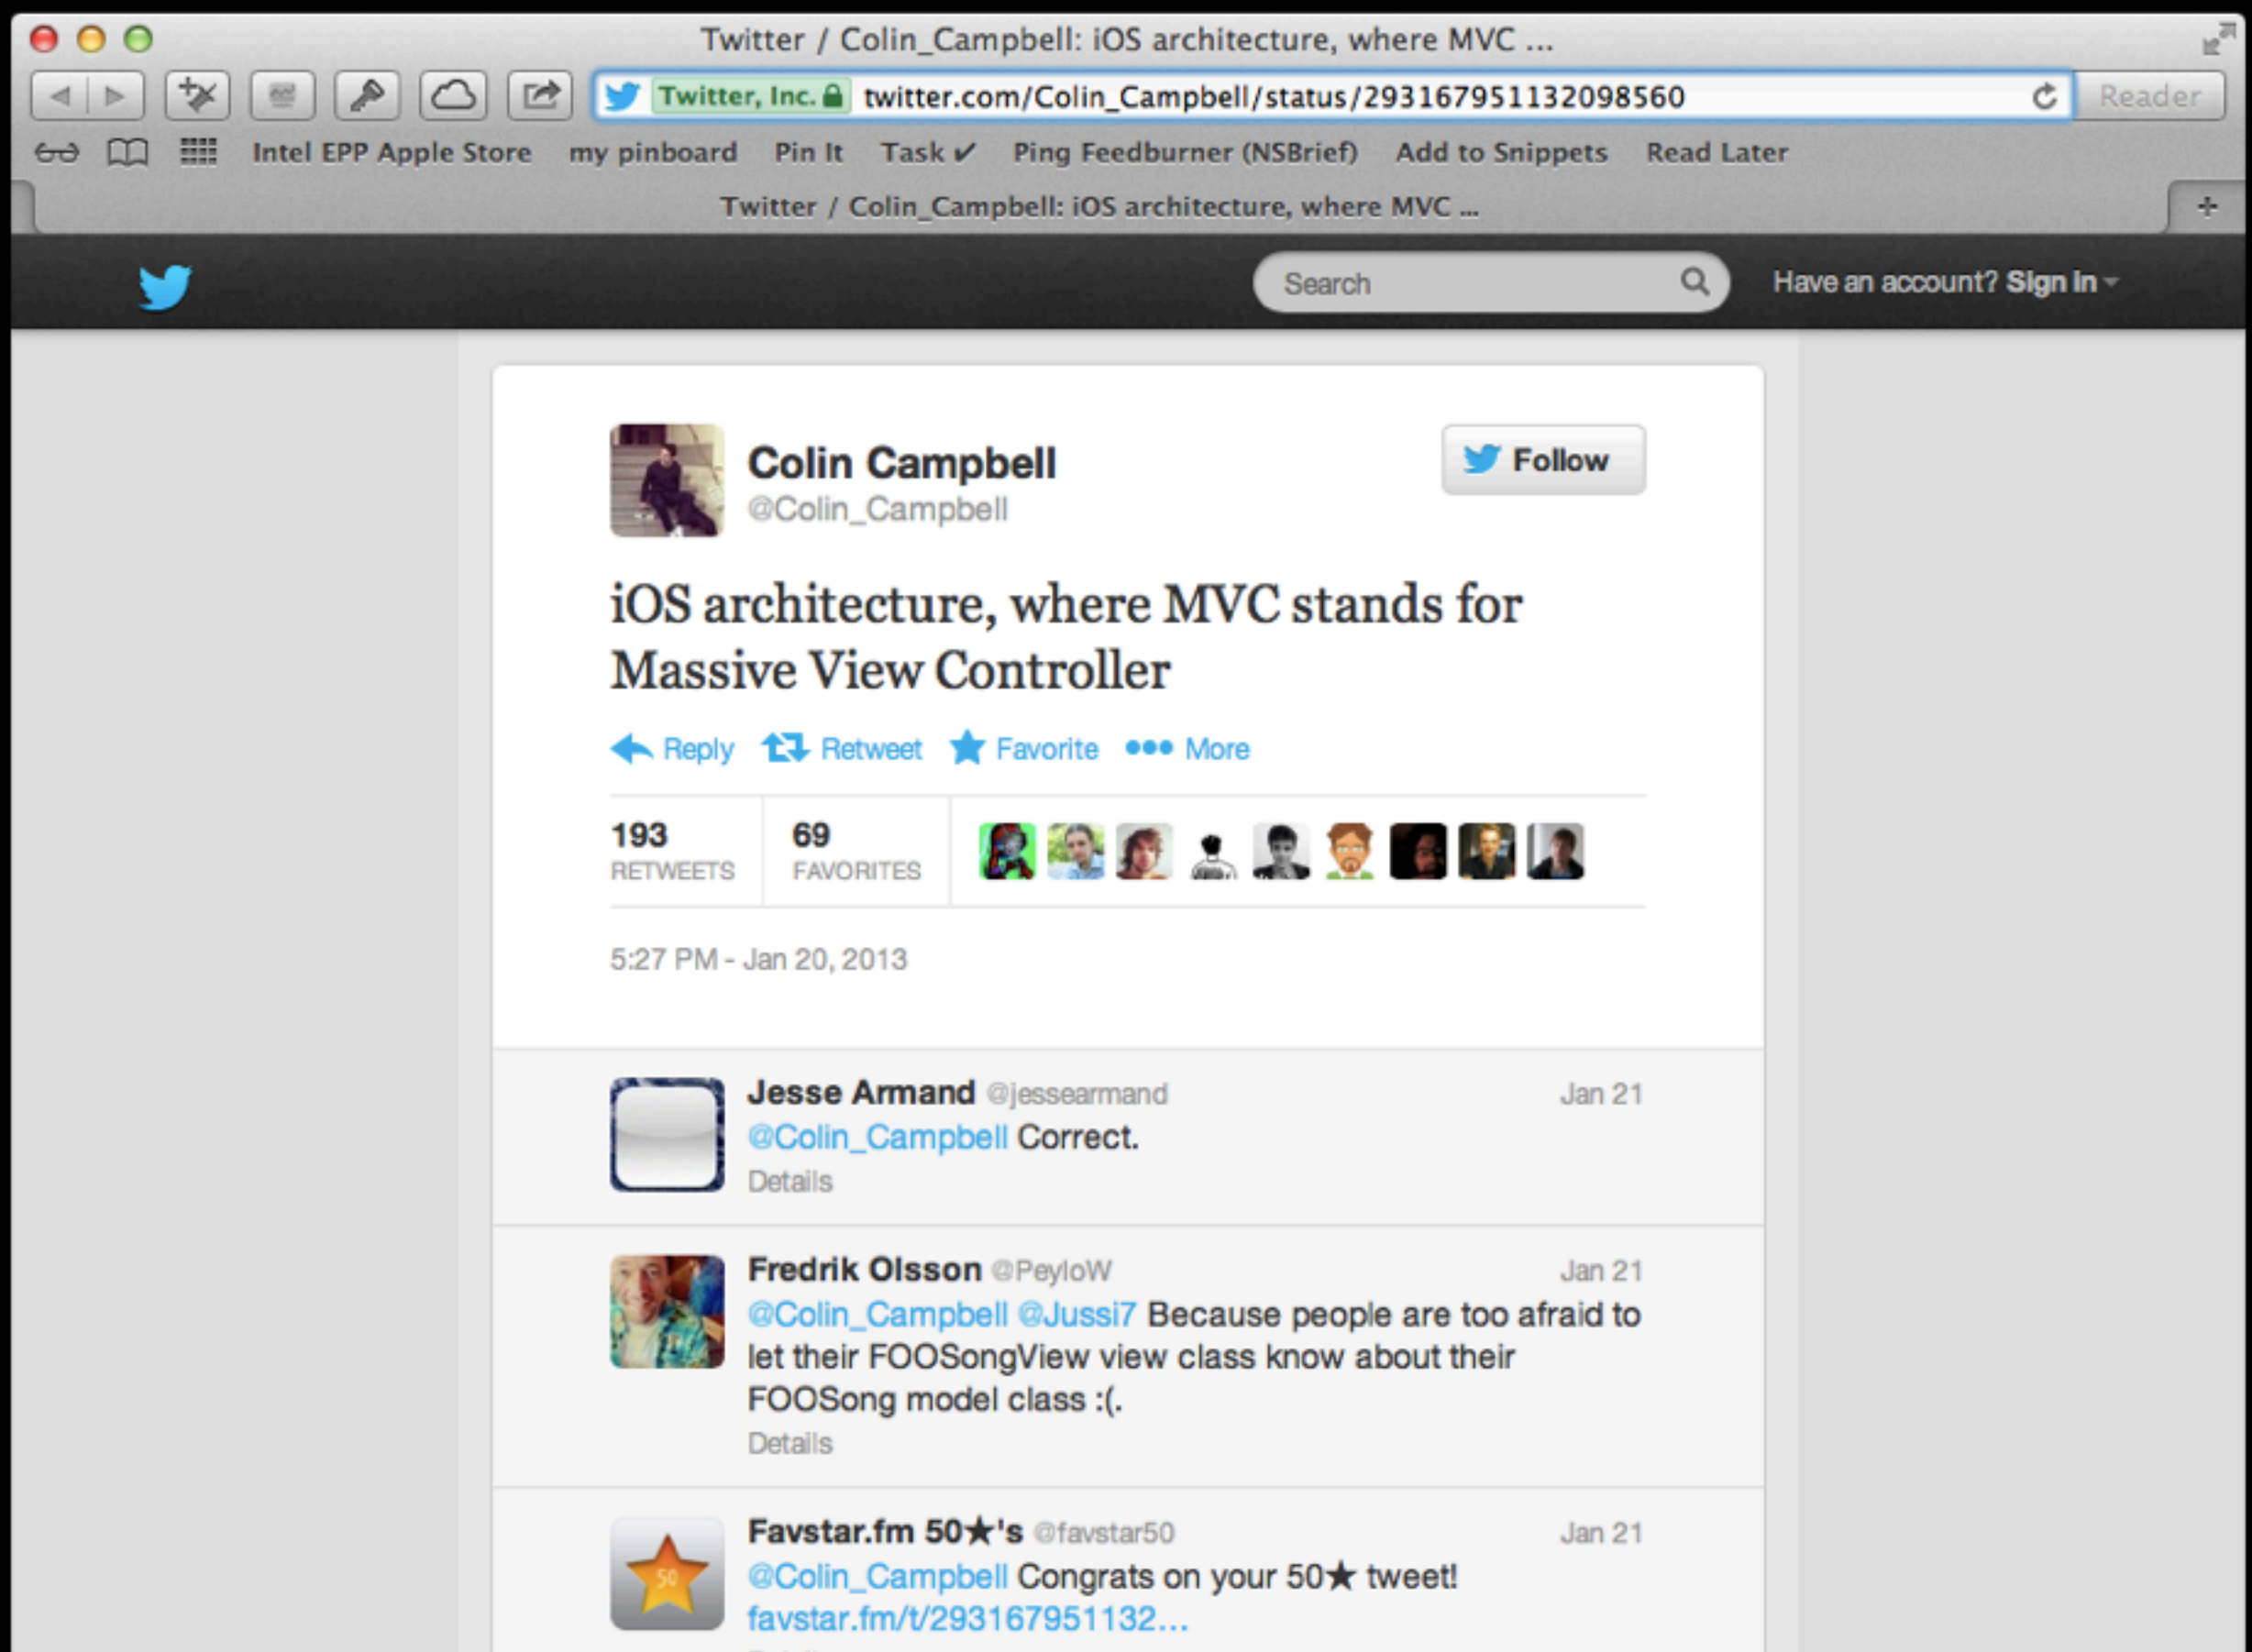 Twitter / Colin_Campbell: iOS architecture, where MVC ...
Twitter, Inc. twitter.com/Colin_Campbell/status/293167951132098560 Reader
Intel EPP Apple Store my pinboard Pin It Task ✔ Ping Feedburner (NSBrief) Add to Snippets Read Later
Twitter / Colin_Campbell: iOS architecture, where MVC ... +
Search Have an account? Sign in
Colin Campbell
@Colin_Campbell
Follow
iOS architecture, where MVC stands for
Massive View Controller
Reply Retweet Favorite More
193 69
RETWEETS FAVORITES
5:27 PM - Jan 20, 2013
Jesse Armand @jessearmand Jan 21
@Colin_Campbell Correct.
Details
Fredrik Olsson @PeyloW Jan 21
@Colin_Campbell @Jussi7 Because people are too afraid to
let their FOOSongView view class know about their
FOOSong model class :(.
Details
Favstar.fm 50★'s @favstar50 Jan 21
50
@Colin_Campbell Congrats on your 50★ tweet!
favstar.fm/t/293167951132...